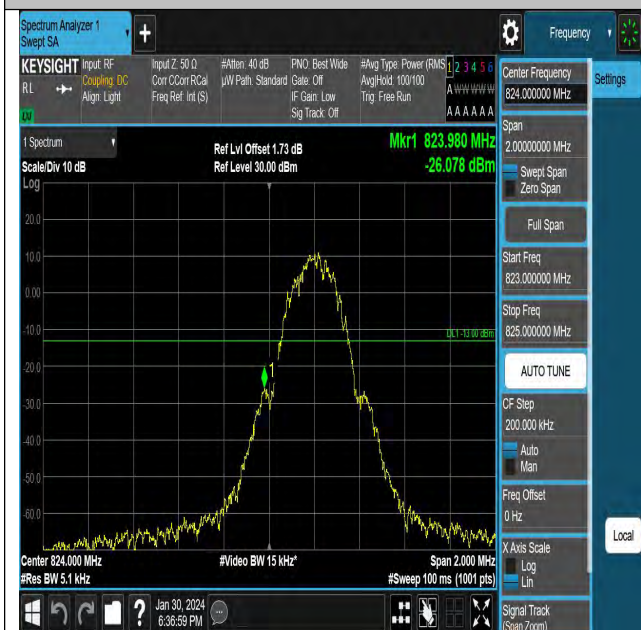 Spectrum Analyzer 1
Swept SA
+
Frequency
KEYSIGHT
RL
Input: RF
Coupling: DC
Align: Light
Input Z: 50 Ω
Corr CCorr RCal
Freq Ref: Int (S)
#Atten: 40 dB
µW Path: Standard
PNO: Best Wide
Gate: Off
IF Gain: Low
Sig Track: Off
#Avg Type: Power (RMS
Avg|Hold: 100/100
Trig: Free Run
1 2 3 4 5 6
A W W W W W
A A A A A A
1 Spectrum
Scale/Div 10 dB
Ref Lvl Offset 1.73 dB
Ref Level 30.00 dBm
Mkr1 823.980 MHz
-26.078 dBm
Log
20.0
10.0
0.00
-10.0
-20.0
-30.0
-40.0
-50.0
-60.0
DL1 -13.00 dBm
1
Center 824.000 MHz
#Video BW 15 kHz*
Span 2.000 MHz
#Res BW 5.1 kHz
#Sweep 100 ms (1001 pts)
Jan 30, 2024
6:36:59 PM
?
Center Frequency
824.000000 MHz
Settings
Span
2.00000000 MHz
Swept Span
Zero Span
Full Span
Start Freq
823.000000 MHz
Stop Freq
825.000000 MHz
AUTO TUNE
CF Step
200.000 kHz
Auto
Man
Freq Offset
0 Hz
X Axis Scale
Log
Lin
Local
Signal Track
(Span Zoom)